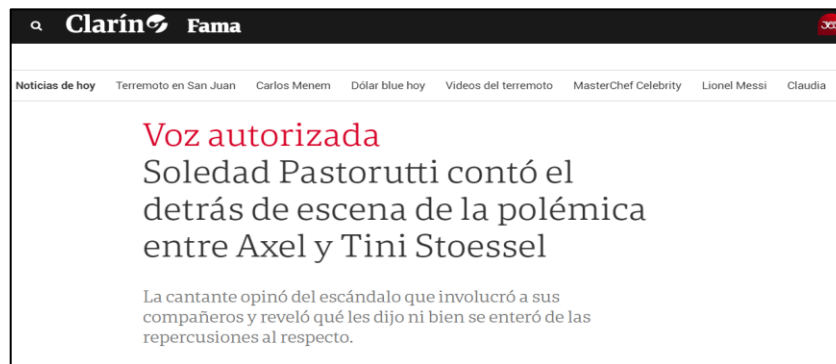 Clarín Fama
Noticias de hoy Terremoto en San Juan Carlos Menem Dólar blue hoy Videos del terremoto MasterChef Celebrity Lionel Messi Claudia
Voz autorizada
Soledad Pastorutti contó el
detrás de escena de la polémica
entre Axel y Tini Stoessel
La cantante opinó del escándalo que involucró a sus
compañeros y reveló qué les dijo ni bien se enteró de las
repercusiones al respecto.